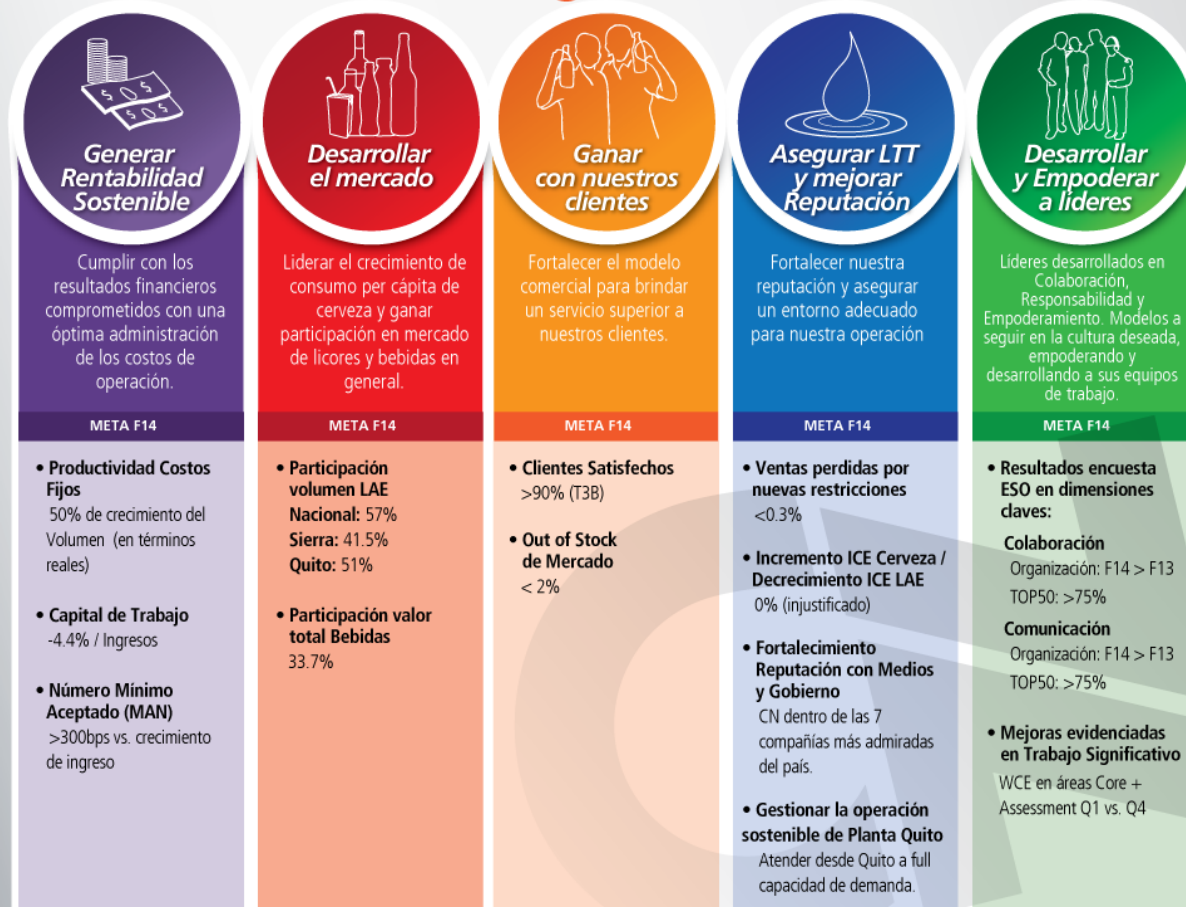 Generar
Rentabilidad
Sostenible
Cumplir con los
resultados financieros
comprometidos con una
óptima administración
de los costos de
operación.
META F14
• Productividad Costos
Fijos
50% de crecimiento del
Volumen (en términos
reales)
• Capital de Trabajo
-4.4% / Ingresos
• Número Mínimo
Aceptado (MAN)
>300bps vs. crecimiento
de ingreso
Desarrollar
el mercado
Liderar el crecimiento de
consumo per cápita de
cerveza y ganar
participación en mercado
de licores y bebidas en
general.
META F14
• Participación
volumen LAE
Nacional: 57%
Sierra: 41.5%
Quito: 51%
• Participación valor
total Bebidas
33.7%
Ganar
con nuestros
clientes
Fortalecer el modelo
comercial para brindar
un servicio superior a
nuestros clientes.
META F14
• Clientes Satisfechos
>90% (T3B)
• Out of Stock
de Mercado
< 2%
Asegurar LTT
y mejorar
Reputación
Fortalecer nuestra
reputación y asegurar
un entorno adecuado
para nuestra operación
META F14
• Ventas perdidas por
nuevas restricciones
<0.3%
• Incremento ICE Cerveza /
Decrecimiento ICE LAE
0% (injustificado)
• Fortalecimiento
Reputación con Medios
y Gobierno
CN dentro de las 7
compañías más admiradas
del país.
• Gestionar la operación
sostenible de Planta Quito
Atender desde Quito a full
capacidad de demanda.
Desarrollar
y Empoderar
a líderes
Líderes desarrollados en
Colaboración,
Responsabilidad y
Empoderamiento. Modelos a
seguir en la cultura deseada,
empoderando y
desarrollando a sus equipos
de trabajo.
META F14
• Resultados encuesta
ESO en dimensiones
claves:
Colaboración
Organización: F14 > F13
TOP50: >75%
Comunicación
Organización: F14 > F13
TOP50: >75%
• Mejoras evidenciadas
en Trabajo Significativo
WCE en áreas Core +
Assessment Q1 vs. Q4